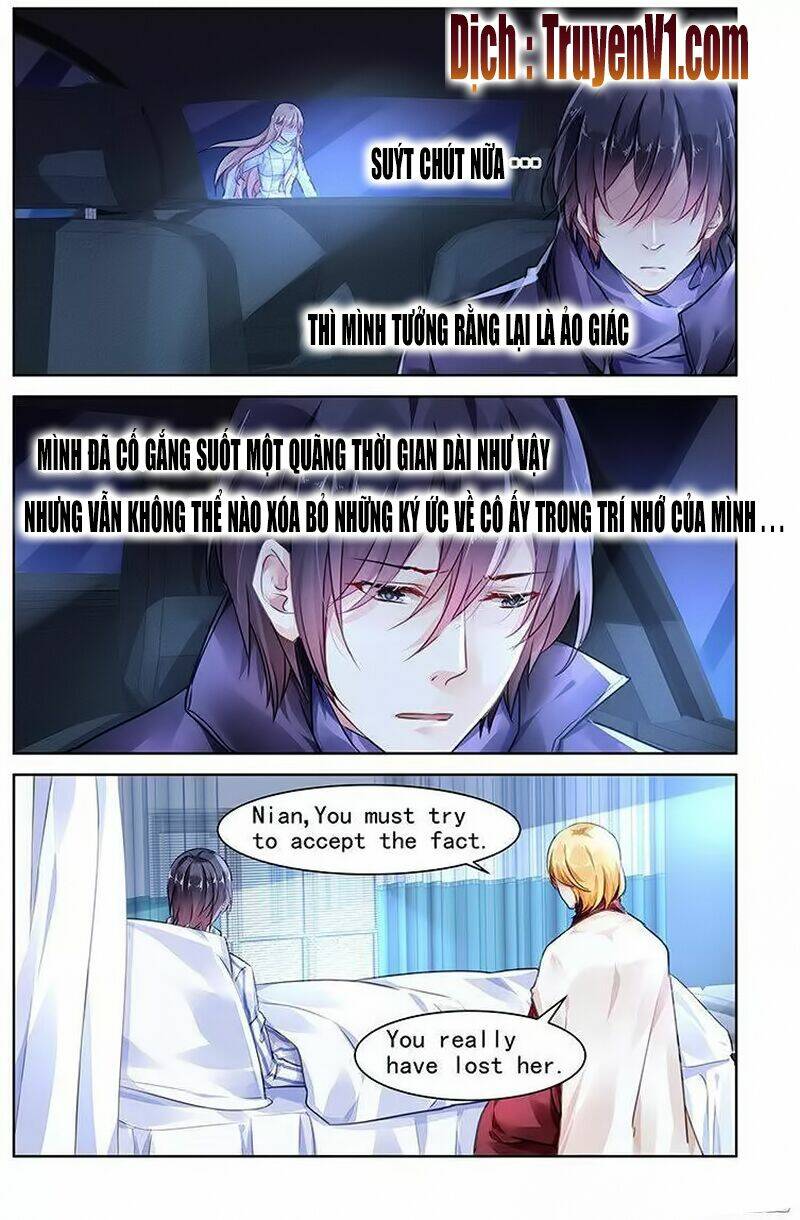 Dịch : TruyenV1.com
SUÝT CHÚT NỮA ...
THÌ MÌNH TƯỞNG RẰNG LẠI LÀ ẢO GIÁC
MÌNH ĐÃ CỐ GẮNG SUỐT MỘT QUÃNG THỜI GIAN DÀI NHƯ VẬY
NHƯNG VẪN KHÔNG THỂ NÀO XÓA BỎ NHỮNG KÝ ỨC VỀ CÔ ẤY TRONG TRÍ NHỚ CỦA MÌNH . . .
Nian,You must try
to accept the fact.
You really
have lost her.